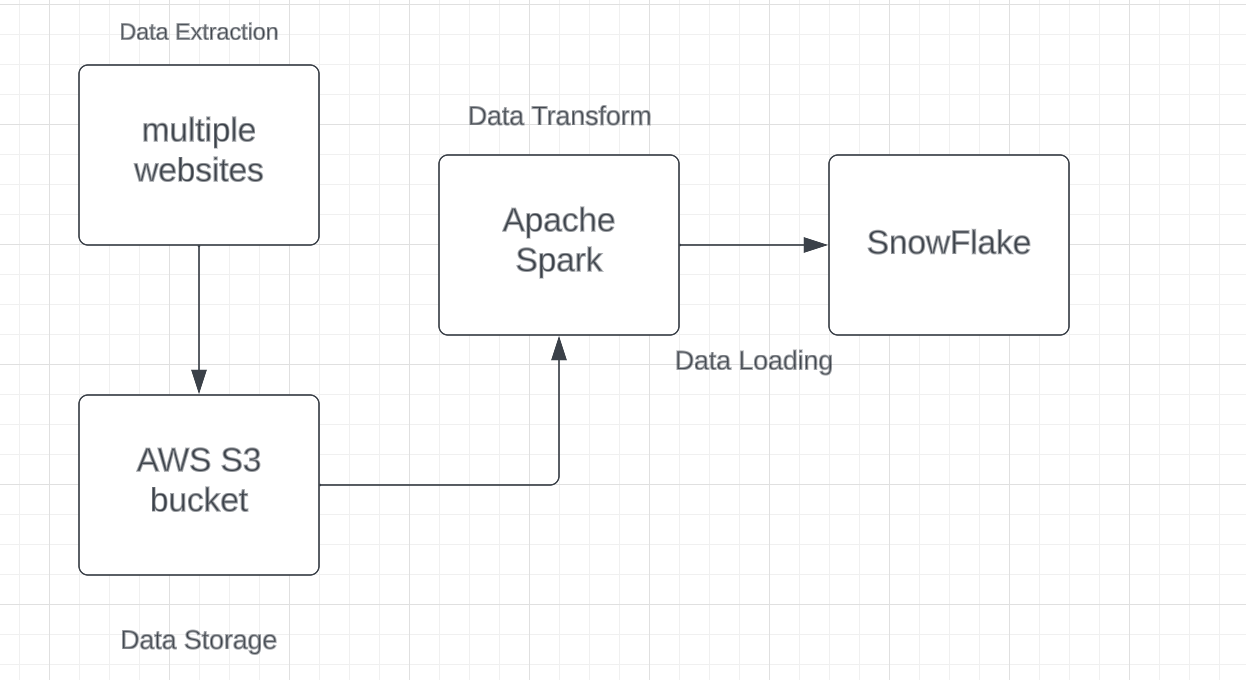 Data Extraction
multiple
websites
Data Transform
Apache
Spark
SnowFlake
Data Loading
AWS S3
bucket
Data Storage